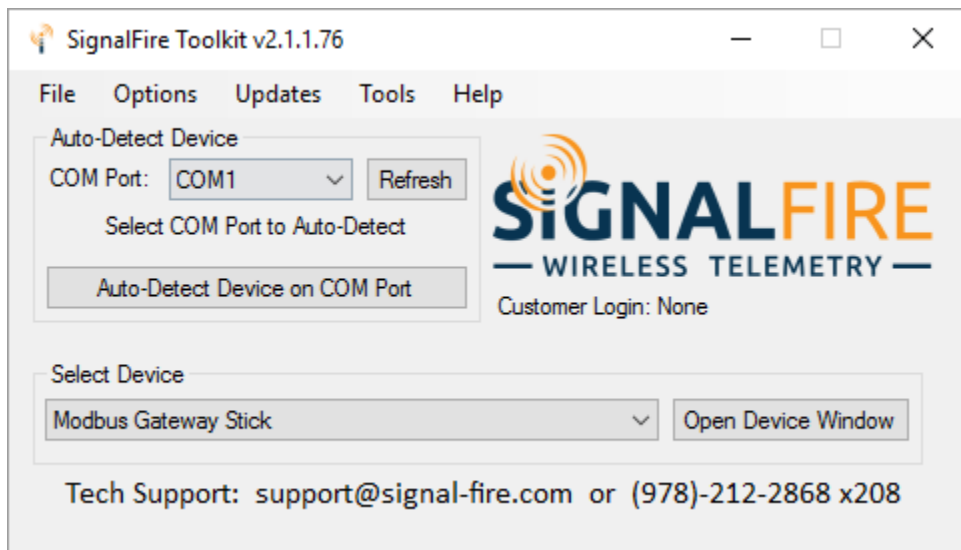 SignalFire Toolkit v2.1.1.76
File Options Updates Tools Help
Auto-Detect Device
COM Port: COM1 Refresh
Select COM Port to Auto-Detect
Auto-Detect Device on COM Port
SIGNALFIRE
WIRELESS TELEMETRY
Customer Login: None
Select Device
Modbus Gateway Stick Open Device Window
Tech Support: support@signal-fire.com or (978)-212-2868 x208